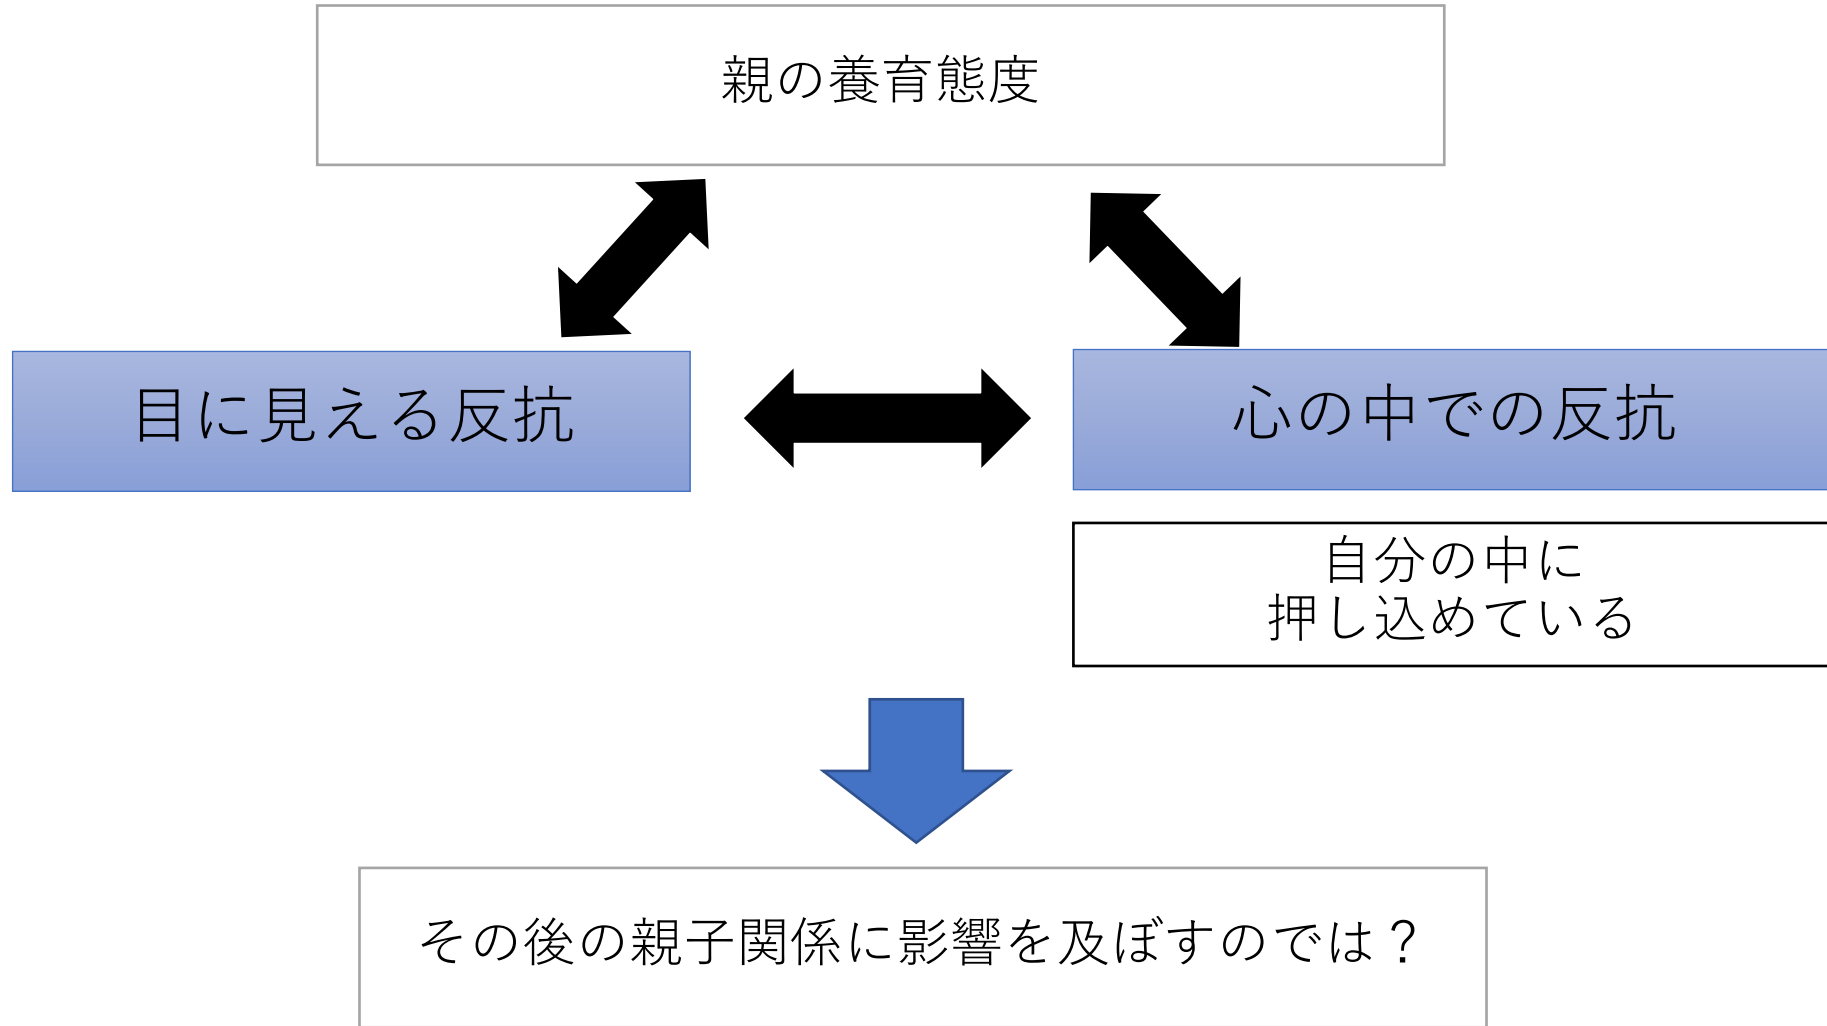 親の養育態度
目に見える反抗
心の中での反抗
自分の中に
押し込めている
その後の親子関係に影響を及ぼすのでは？